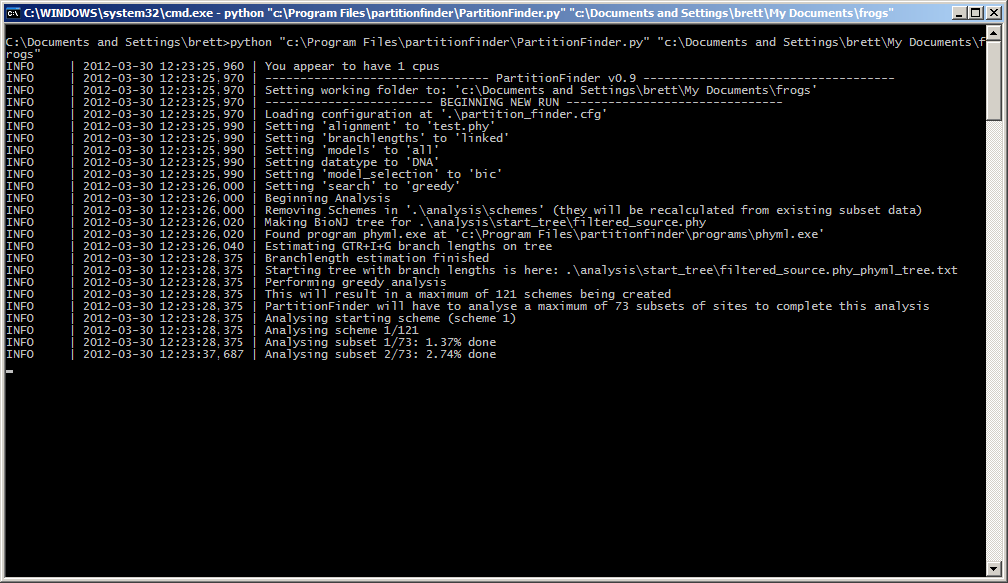 C:\WINDOWS\system32\cmd.exe - python "c:\Program Files\partitionfinder\PartitionFinder.py" "c:\Documents and Settings\brett\My Documents\frogs"
C:\Documents and Settings\brett>python "c:\Program Files\partitionfinder\PartitionFinder.py" "c:\Documents and Settings\brett\My Documents\f
rogs"
INFO     | 2012-03-30 12:23:25,960 | You appear to have 1 cpus
INFO     | 2012-03-30 12:23:25,970 | -------------------------------- PartitionFinder v0.9 ------------------------------------
INFO     | 2012-03-30 12:23:25,970 | Setting working folder to: 'c:\Documents and Settings\brett\My Documents\frogs'
INFO     | 2012-03-30 12:23:25,970 | ------------------------ BEGINNING NEW RUN -------------------------------
INFO     | 2012-03-30 12:23:25,970 | Loading configuration at '.\partition_finder.cfg'
INFO     | 2012-03-30 12:23:25,990 | Setting 'alignment' to 'test.phy'
INFO     | 2012-03-30 12:23:25,990 | Setting 'branchlengths' to 'linked'
INFO     | 2012-03-30 12:23:25,990 | Setting 'models' to 'all'
INFO     | 2012-03-30 12:23:25,990 | Setting datatype to 'DNA'
INFO     | 2012-03-30 12:23:25,990 | Setting 'model_selection' to 'bic'
INFO     | 2012-03-30 12:23:26,000 | Setting 'search' to 'greedy'
INFO     | 2012-03-30 12:23:26,000 | Beginning Analysis
INFO     | 2012-03-30 12:23:26,000 | Removing Schemes in '.\analysis\schemes' (they will be recalculated from existing subset data)
INFO     | 2012-03-30 12:23:26,020 | Making BioNJ tree for .\analysis\start_tree\filtered_source.phy
INFO     | 2012-03-30 12:23:26,020 | Found program phyml.exe at 'c:\Program Files\partitionfinder\programs\phyml.exe'
INFO     | 2012-03-30 12:23:26,040 | Estimating GTR+I+G branch lengths on tree
INFO     | 2012-03-30 12:23:28,375 | Branchlength estimation finished
INFO     | 2012-03-30 12:23:28,375 | Starting tree with branch lengths is here: .\analysis\start_tree\filtered_source.phy_phyml_tree.txt
INFO     | 2012-03-30 12:23:28,375 | Performing greedy analysis
INFO     | 2012-03-30 12:23:28,375 | This will result in a maximum of 121 schemes being created
INFO     | 2012-03-30 12:23:28,375 | PartitionFinder will have to analyse a maximum of 73 subsets of sites to complete this analysis
INFO     | 2012-03-30 12:23:28,375 | Analysing starting scheme (scheme 1)
INFO     | 2012-03-30 12:23:28,375 | Analysing scheme 1/121
INFO     | 2012-03-30 12:23:28,375 | Analysing subset 1/73: 1.37% done
INFO     | 2012-03-30 12:23:37,687 | Analysing subset 2/73: 2.74% done